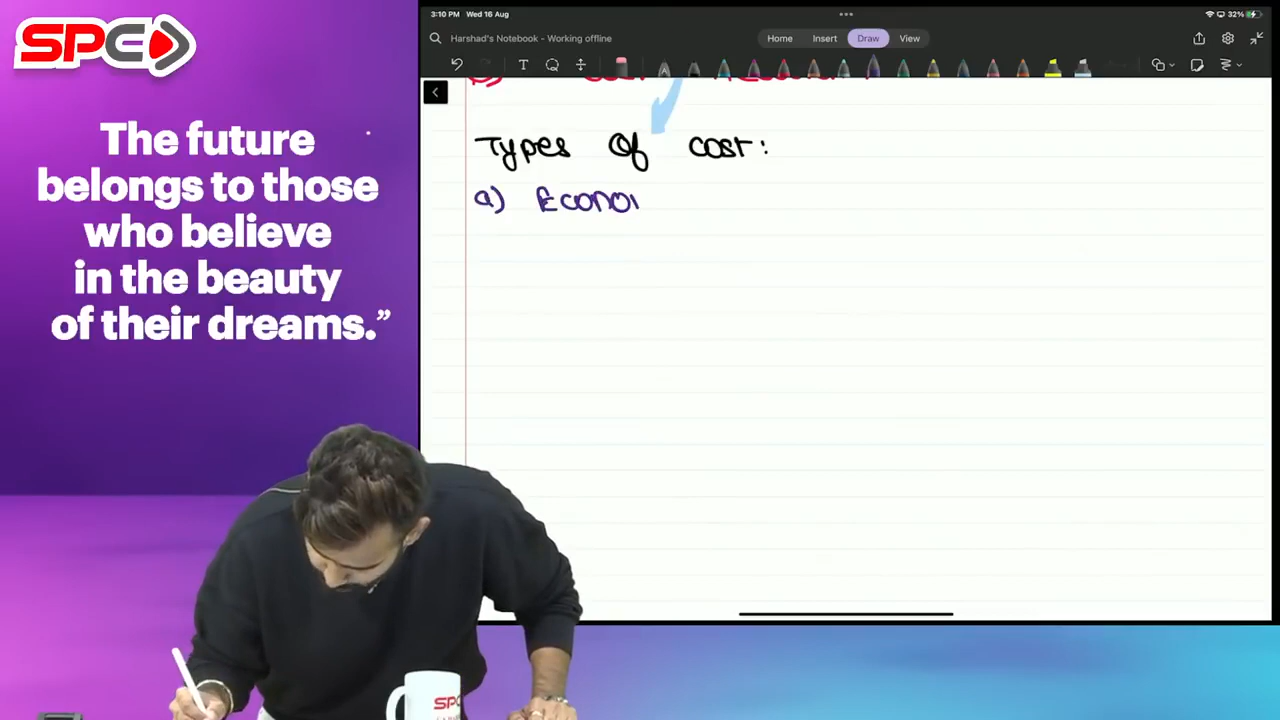 SPC
The future
belongs to those
who believe
in the beauty
of their dreams.”
3:10 PM Wed 16 Aug
32%
Harshad's Notebook - Working offline
Home Insert Draw View
Types Of cost:
a) Econo
SPC